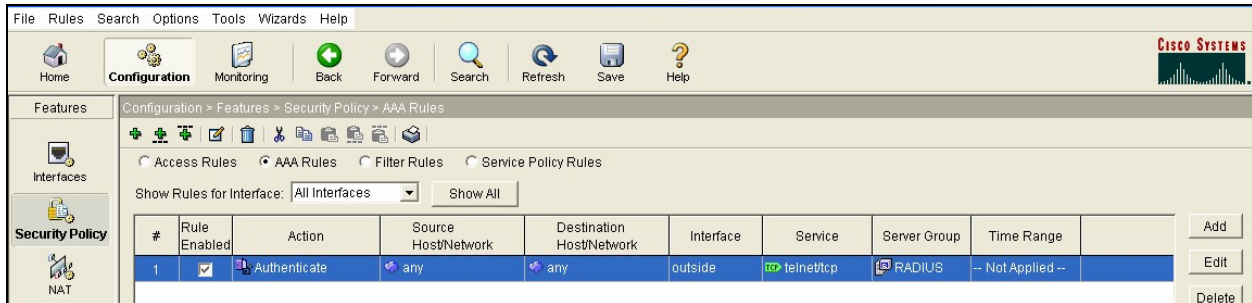 File Rules Search Options Tools Wizards Help
Home Configuration Monitoring Back Forward Search Refresh Save Help
CISCO SYSTEMS
Features
Configuration > Features > Security Policy > AAA Rules
Interfaces
Security Policy
NAT
Access Rules AAA Rules Filter Rules Service Policy Rules
Show Rules for Interface: All Interfaces Show All
# Rule Enabled Action Source Host/Network Destination Host/Network Interface Service Server Group Time Range
1 Authenticate any any outside TCP telnet/tcp RADIUS -- Not Applied --
Add
Edit
Delete